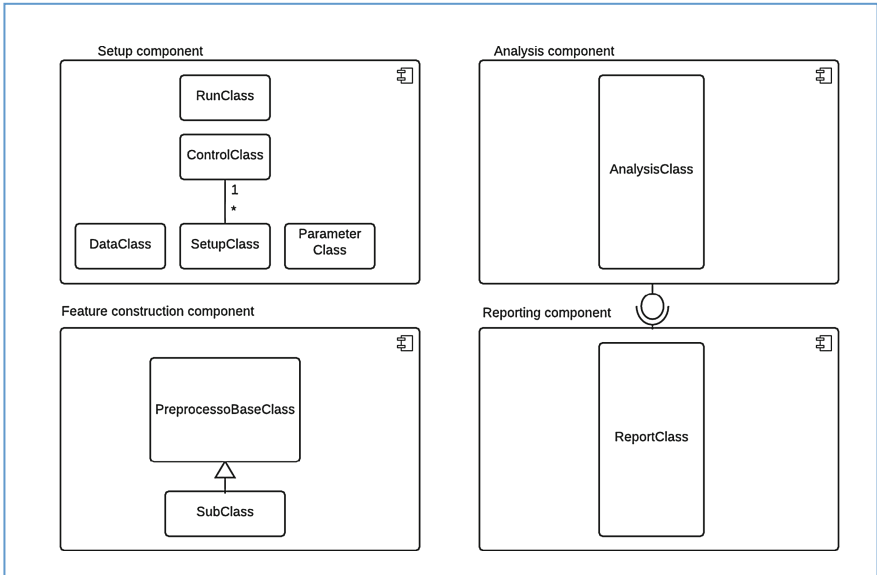 Setup component
RunClass
ControlClass
1
*
DataClass
SetupClass
Parameter
Class
Analysis component
AnalysisClass
Feature construction component
PreprocessoBaseClass
SubClass
Reporting component
ReportClass